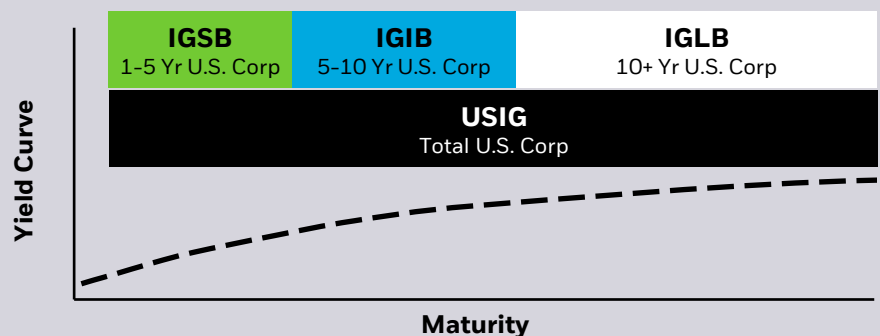 IGSB
1-5 Yr U.S. Corp
IGIB
5-10 Yr U.S. Corp
IGLB
10+ Yr U.S. Corp
USIG
Total U.S. Corp
Yield Curve
Maturity